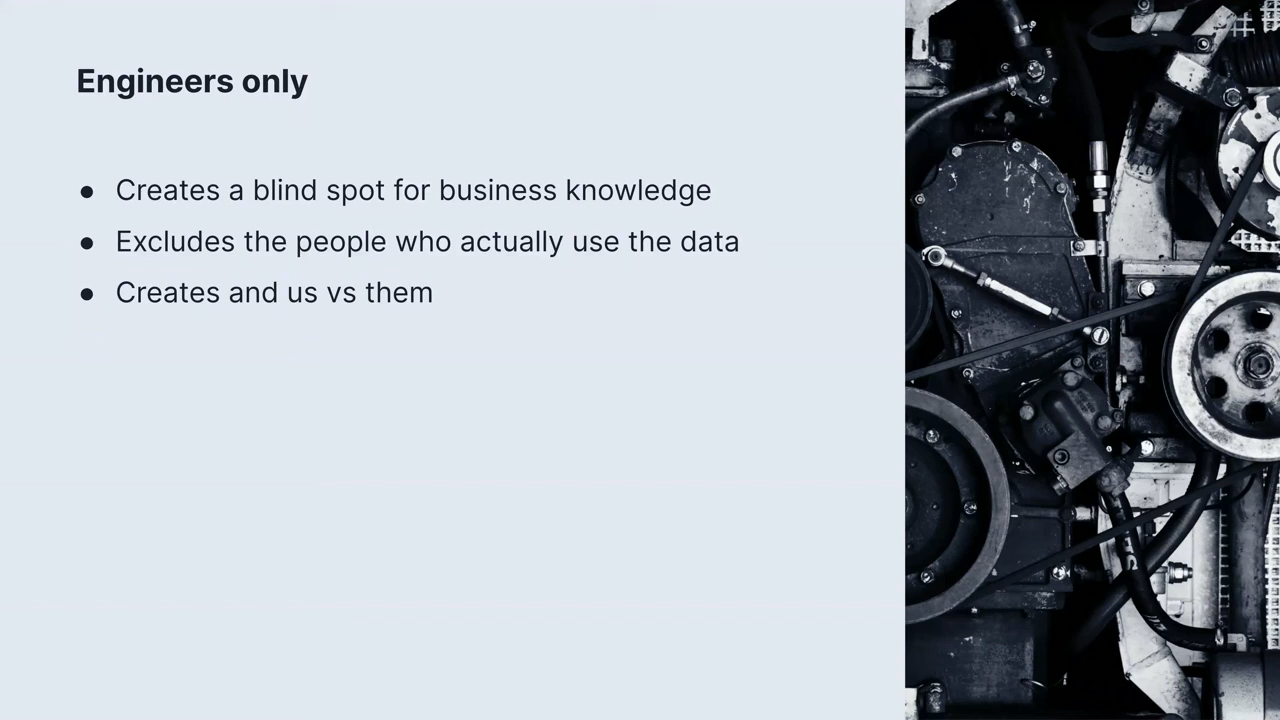 Engineers only
● Creates a blind spot for business knowledge
● Excludes the people who actually use the data
● Creates and us vs them